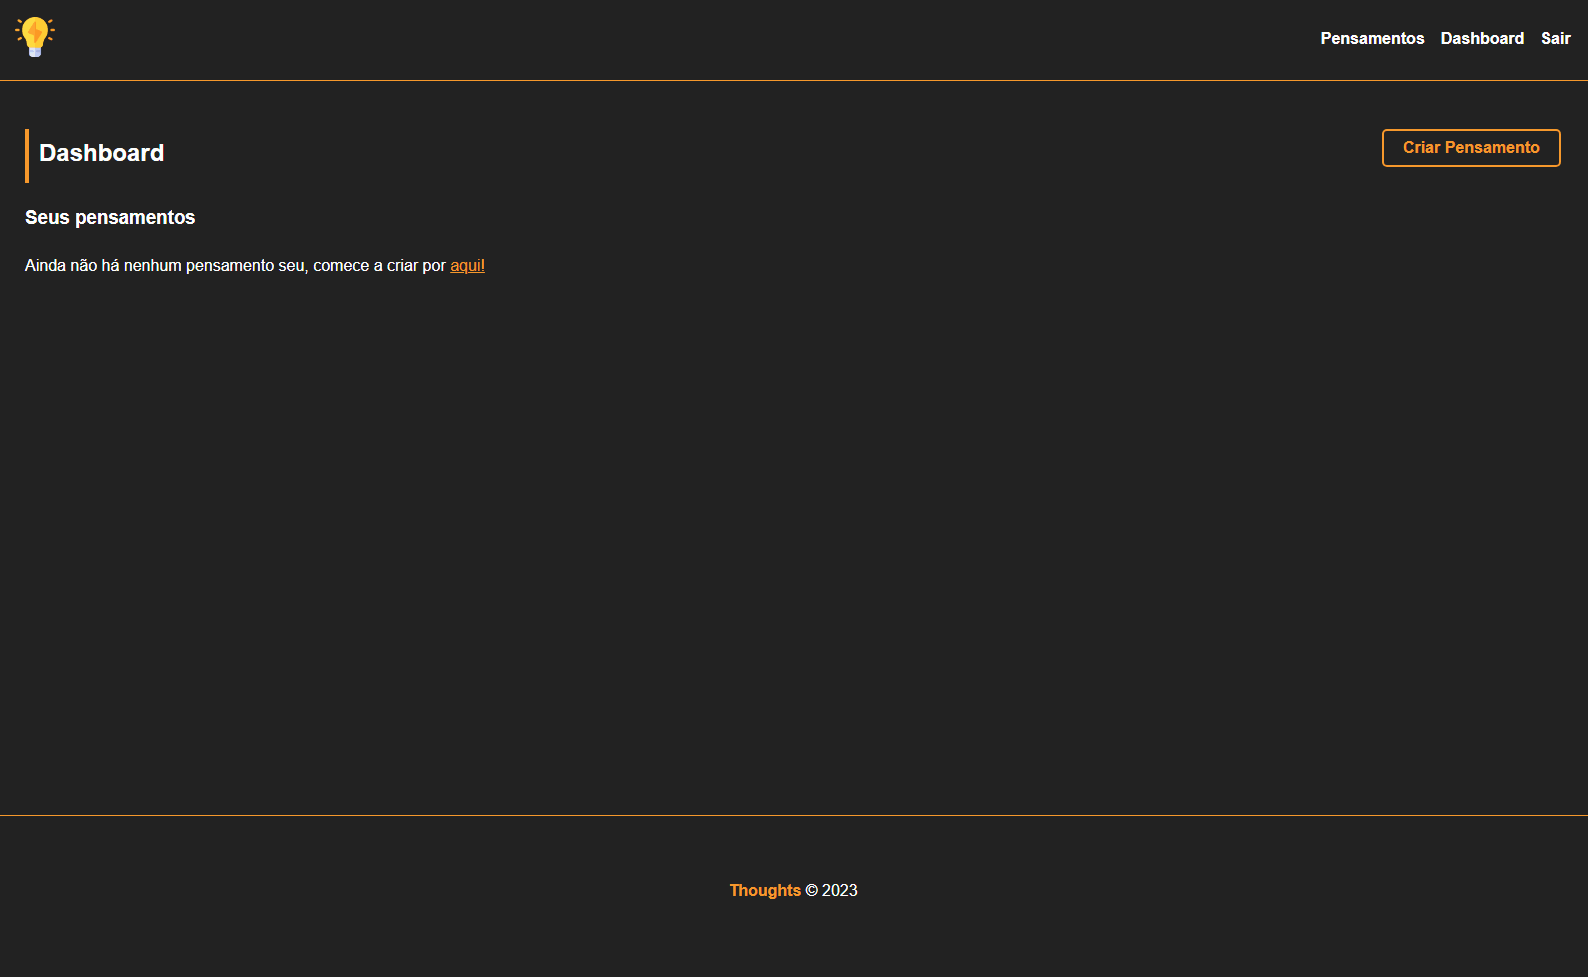 Pensamentos Dashboard Sair
Dashboard
Criar Pensamento
Seus pensamentos
Ainda não há nenhum pensamento seu, comece a criar por aqui!
Thoughts © 2023